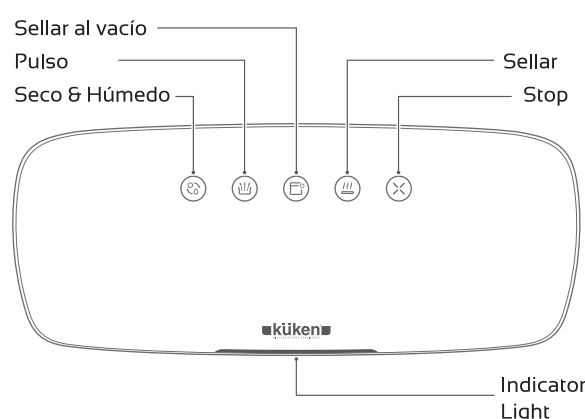 Sellar al vacío
Pulso
Seco & Húmedo
Sellar
Stop
küken
Indicator
Light